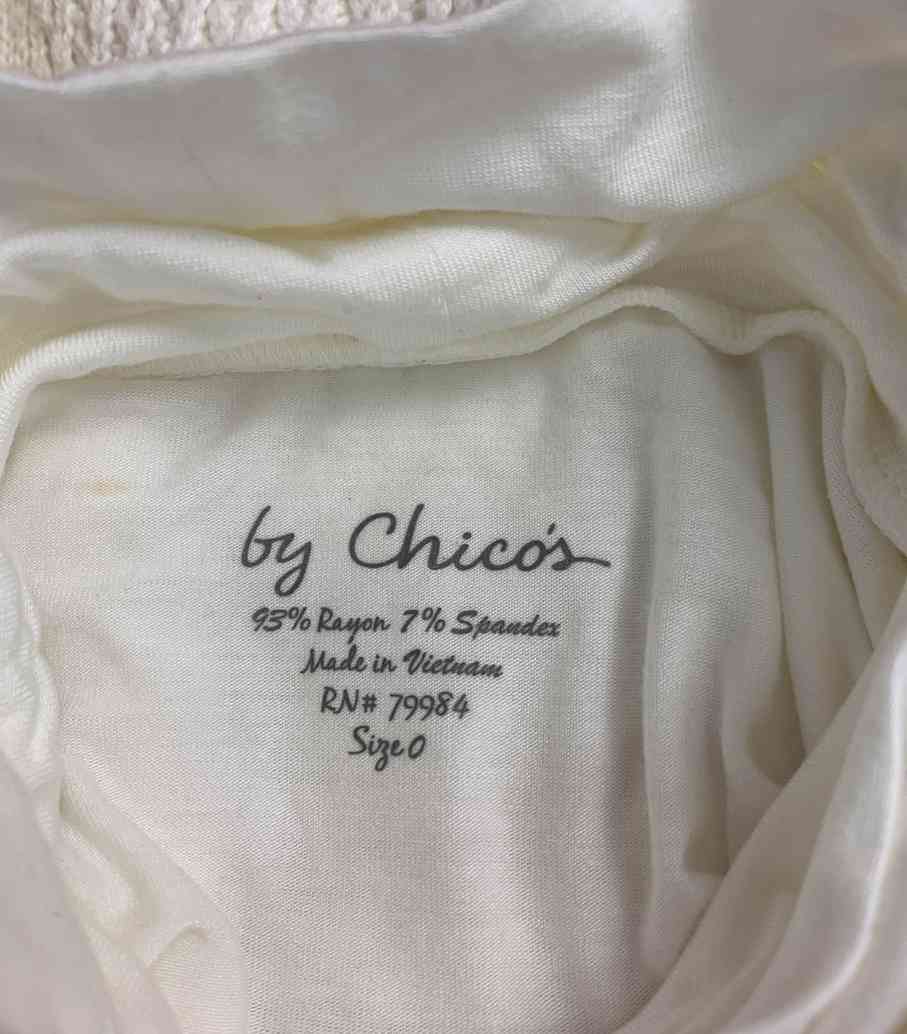 by Chico's
93% Rayon 7% Spandex
Made in Vietnam
RN# 79984
Size 0